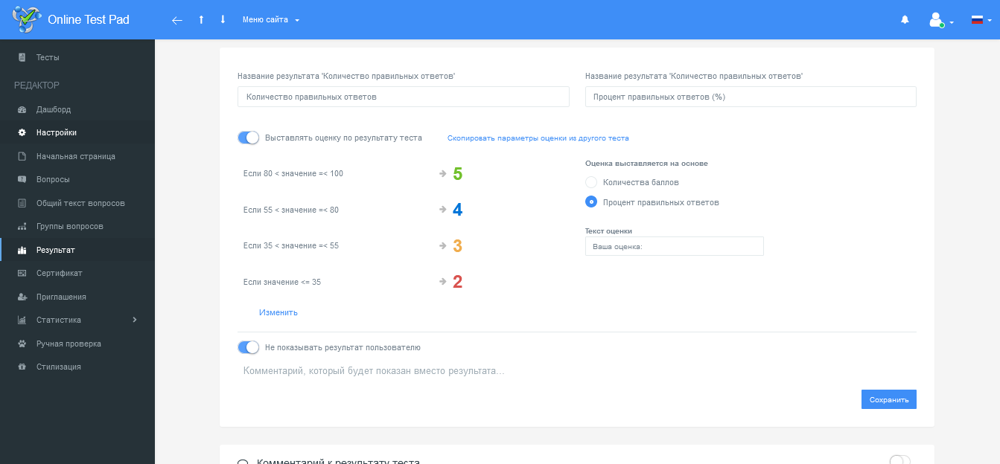 Online Test Pad
Меню сайта
Тесты
РЕДАКТОР
Дашборд
Настройки
Начальная страница
Вопросы
Общий текст вопросов
Группы вопросов
Результат
Сертификат
Приглашения
Статистика
Ручная проверка
Стилизация
Название результата 'Количество правильных ответов'
Количество правильных ответов
Название результата 'Количество правильных ответов'
Процент правильных ответов (%)
Выставлять оценку по результату теста
Скопировать параметры оценки из другого теста
Если 80 < значение =< 100 → 5
Если 55 < значение =< 80 → 4
Если 35 < значение =< 55 → 3
Если значение <= 35 → 2
Изменить
Оценка выставляется на основе
Количества баллов
Процент правильных ответов
Текст оценки
Ваша оценка:
Не показывать результат пользователю
Комментарий, который будет показан вместо результата...
Сохранить
Комментарий к результату теста